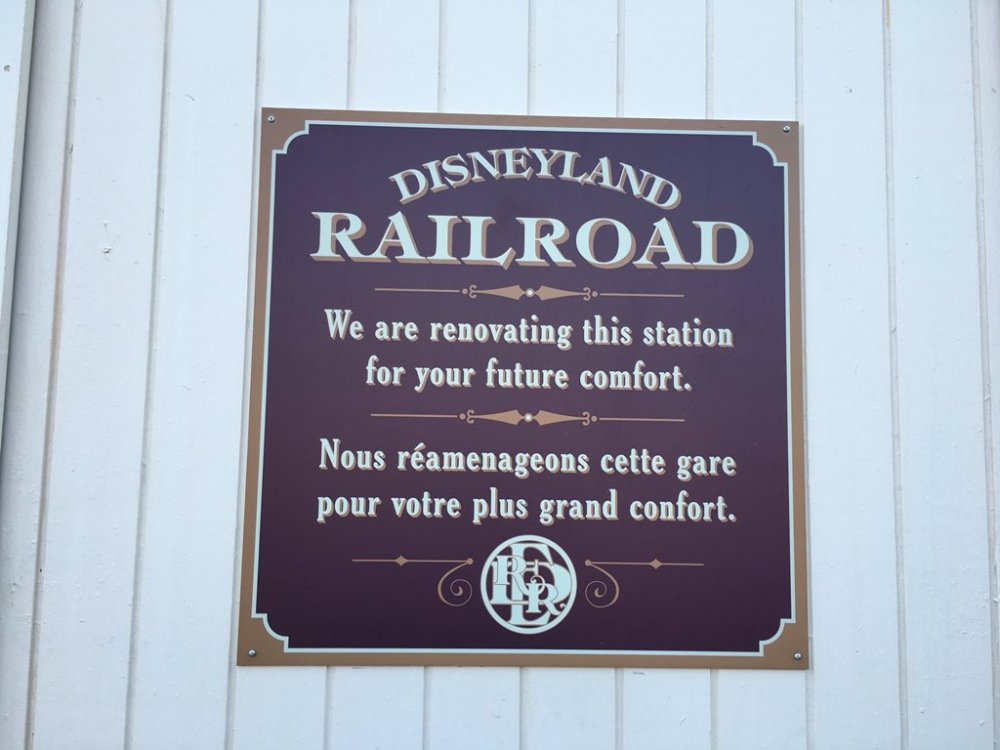 DISNEYLAND
RAILROAD
We are renovating this station
for your future comfort.
Nous réamenageons cette gare
pour votre plus grand confort.